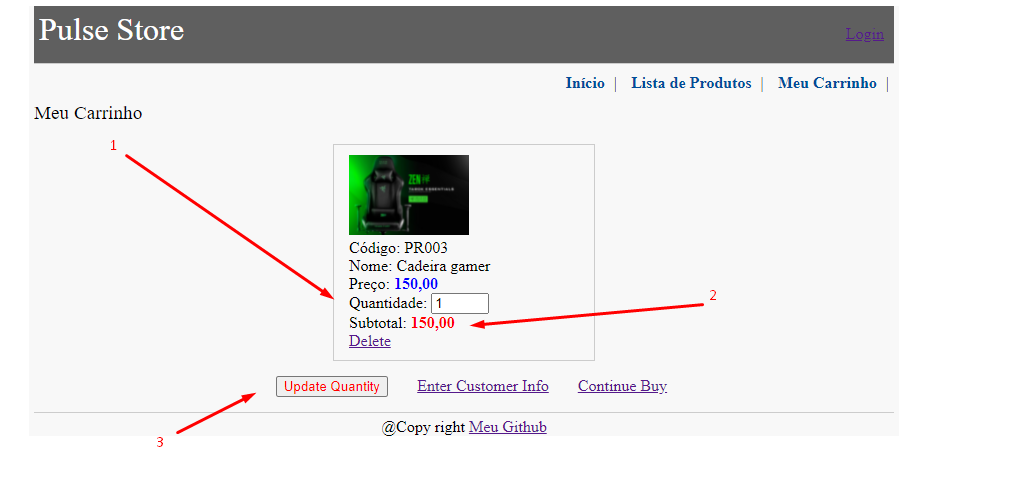 Pulse Store
Login
Início | Lista de Produtos | Meu Carrinho |
Meu Carrinho
1
ZEN
Código: PR003
Nome: Cadeira gamer
Preço: 150,00
Quantidade: 1
2
Subtotal: 150,00
Delete
Update Quantity Enter Customer Info Continue Buy
3
@Copy right Meu Github